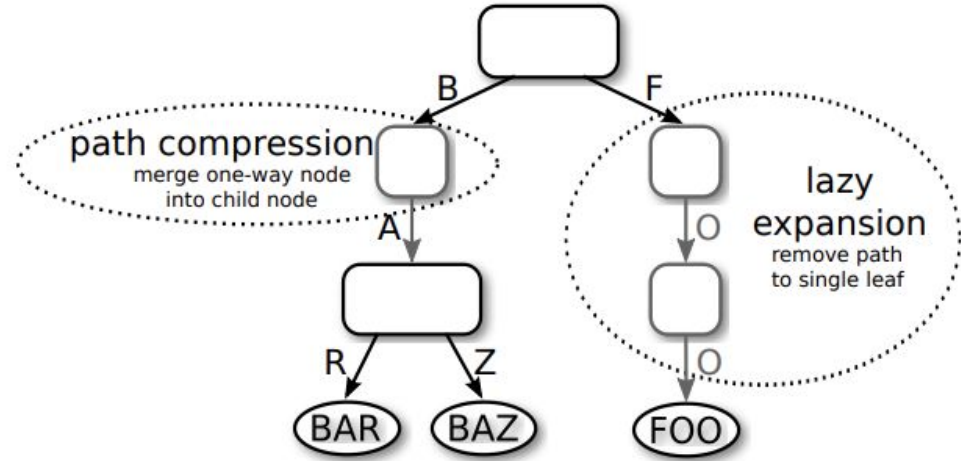 B
F
path compression
merge one-way node
into child node
lazy
expansion
remove path
to single leaf
A
O
R
Z
O
BAR
BAZ
FOO